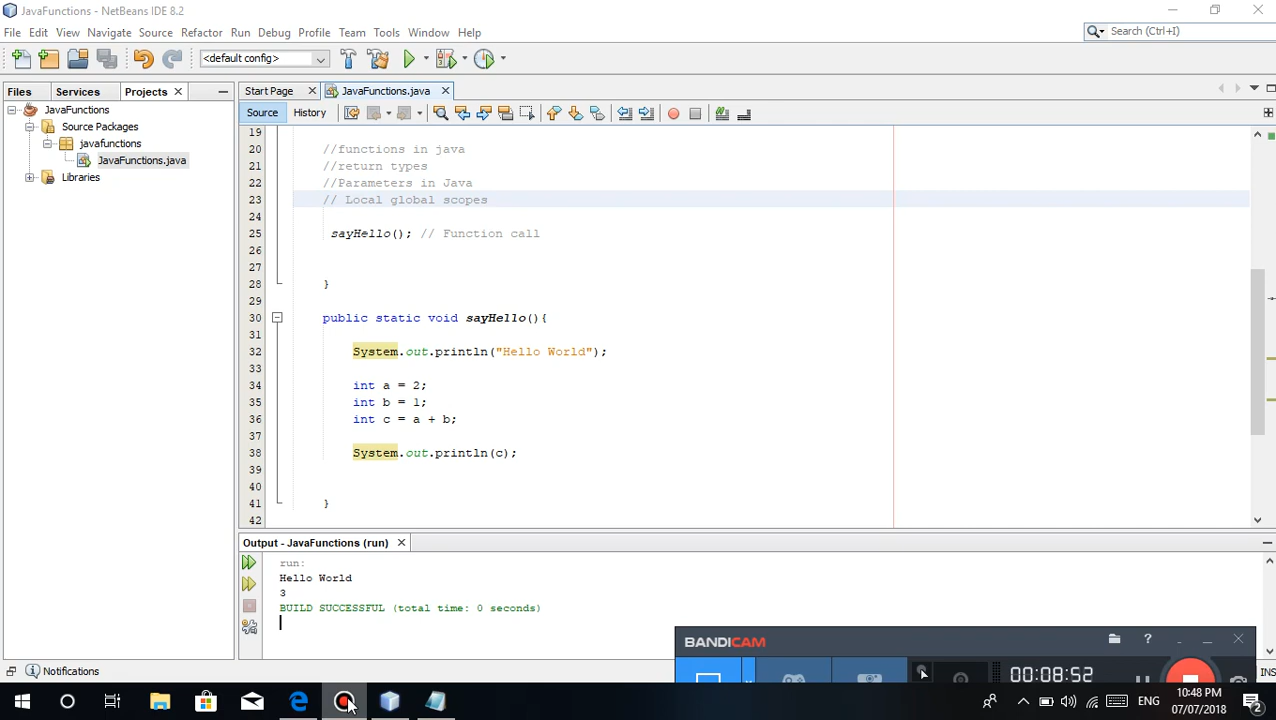 JavaFunctions - NetBeans IDE 8.2
File Edit View Navigate Source Refactor Run Debug Profile Team Tools Window Help
Search (Ctrl+I)
<default config>
Files Services Projects
Start Page JavaFunctions.java
JavaFunctions
Source Packages
javafunctions
JavaFunctions.java
Libraries
Source History
19
20 //functions in java
21 //return types
22 //Parameters in Java
23 // Local global scopes
24
25 sayHello(); // Function call
26
27
28 }
29
30 public static void sayHello(){
31
32 System.out.println("Hello World");
33
34 int a = 2;
35 int b = 1;
36 int c = a + b;
37
38 System.out.println(c);
39
40
41 }
42
Output - JavaFunctions (run)
run:
Hello World
3
BUILD SUCCESSFUL (total time: 0 seconds)
BANDICAM
00:08:52
Notifications
INS
ENG
10:48 PM
07/07/2018
2